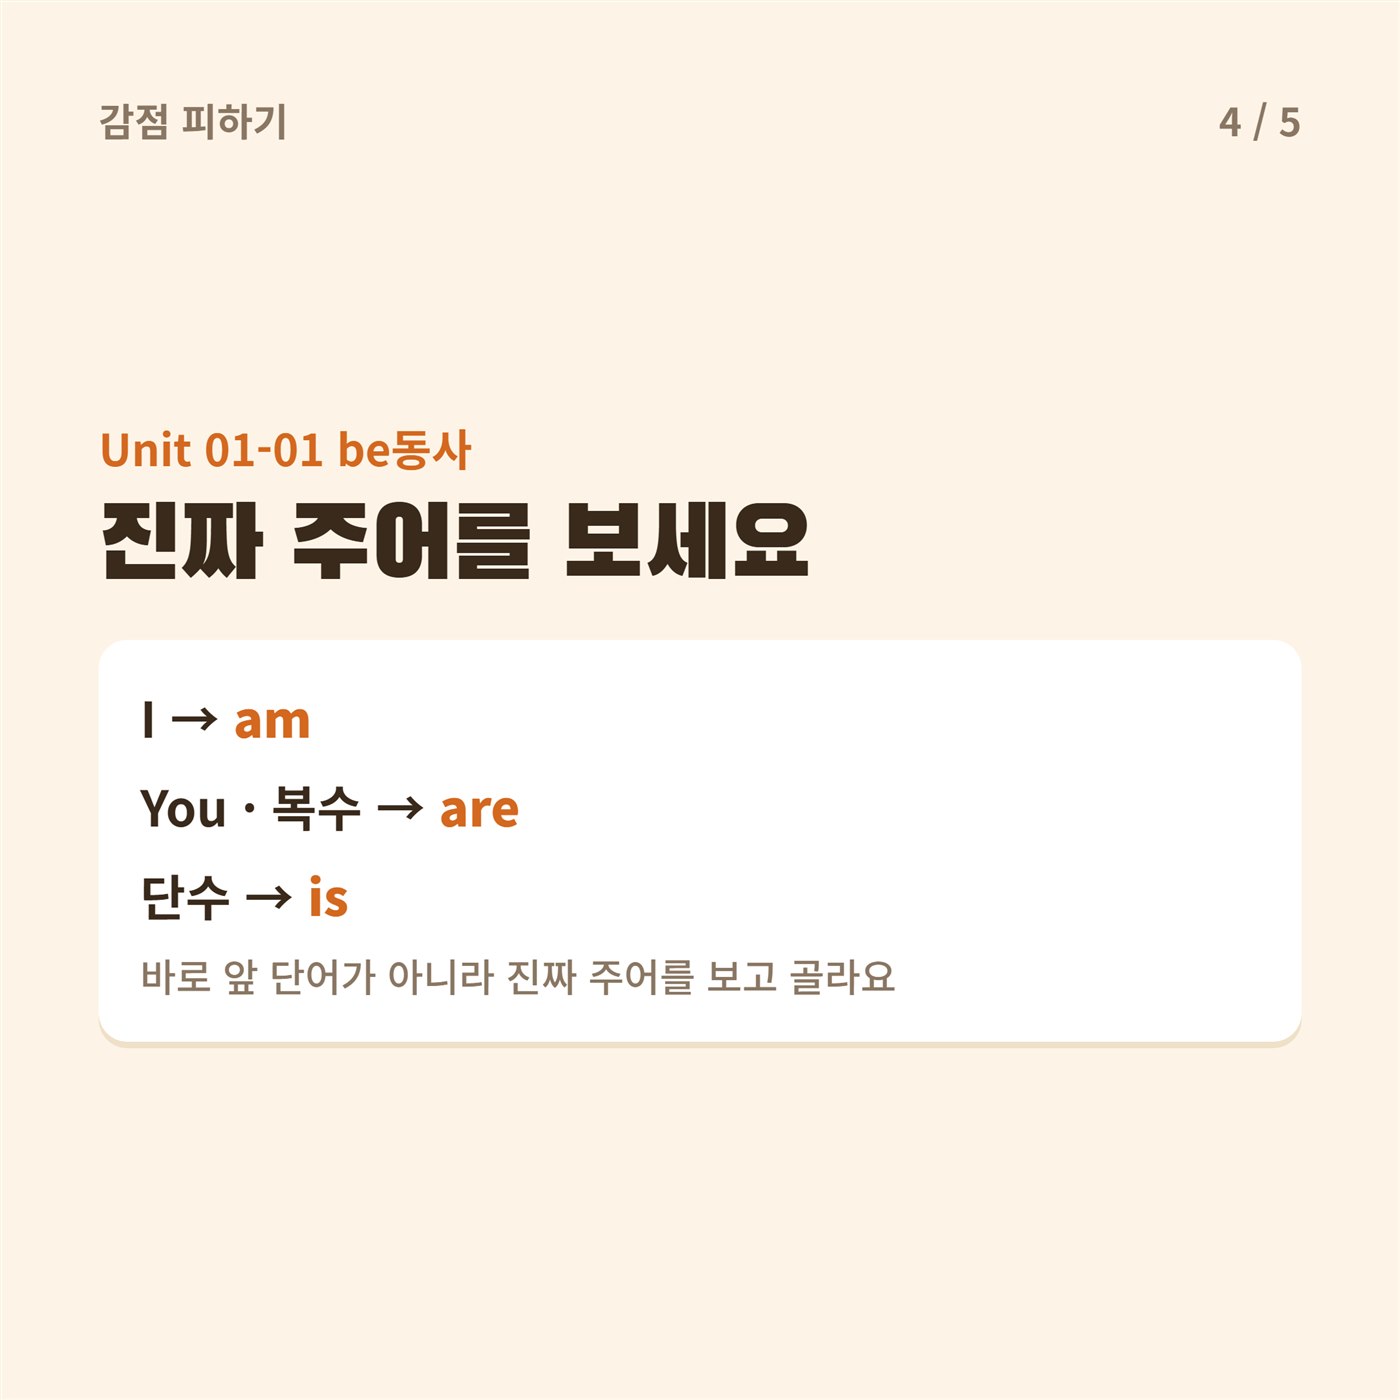 감점 피하기
4 / 5
Unit 01-01 be동사
진짜 주어를 보세요
I → am
You · 복수 → are
단수 → is
바로 앞 단어가 아니라 진짜 주어를 보고 골라요